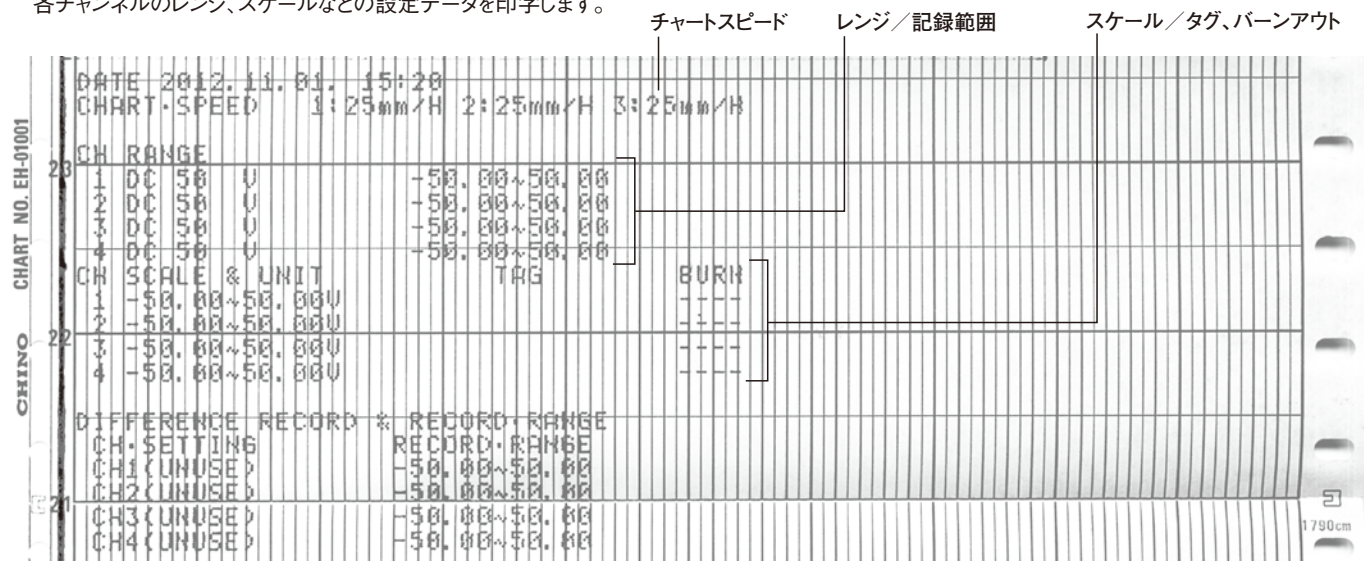 各チャンネルのレンジ、スケールなどの設定データを印字します。
チャートスピード レンジ／記録範囲 スケール／タグ、バーンアウト
DATE 2012.11.01. 15:20
CHART·SPEED 1:25mm/H 2:25mm/H 3:25mm/H
CH RANGE
1 DC 50 V -50.00~50.00
2 DC 50 V -50.00~50.00
3 DC 50 V -50.00~50.00
4 DC 50 V -50.00~50.00
CH SCALE & UNIT TAG BURN
1 -50.00~50.00V ----
2 -50.00~50.00V ----
3 -50.00~50.00V ----
4 -50.00~50.00V ----
DIFFERENCE RECORD & RECORD·RANGE
CH·SETTING RECORD·RANGE
CH1(UNUSED) -50.00~50.00
CH2(UNUSED) -50.00~50.00
CH3(UNUSED) -50.00~50.00
CH4(UNUSED) -50.00~50.00
23
22
21
CHART NO. EH-01001
CHINO
1790cm